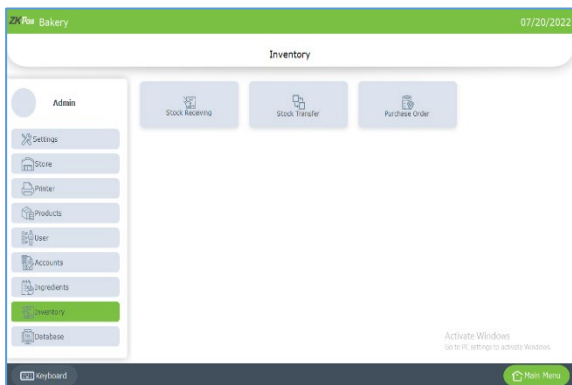 ZKPos Bakery
07/20/2022
Inventory
Admin
Stock Receiving
Stock Transfer
Purchase Order
Settings
Store
Printer
Products
User
Accounts
Ingredients
Inventory
Database
Activate Windows
Go to PC settings to activate Windows.
Keyboard
Main Menu